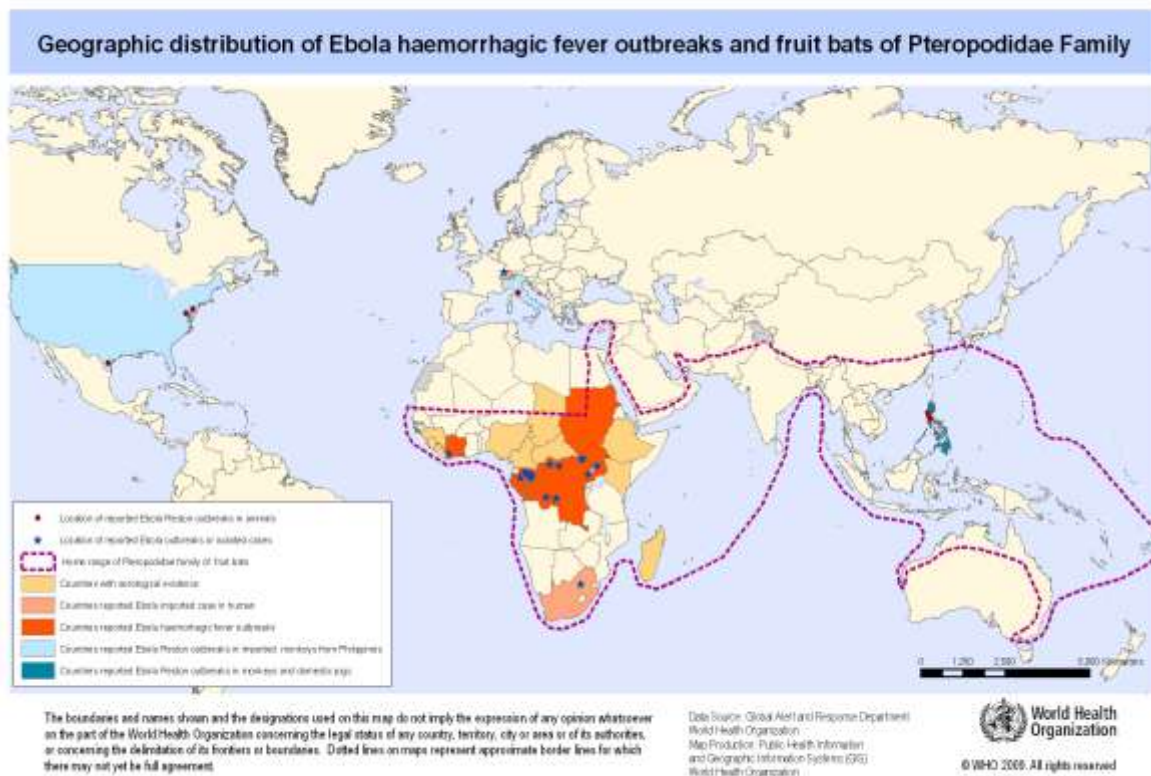 Geographic distribution of Ebola haemorrhagic fever outbreaks and fruit bats of Pteropodidae Family
Location of reported Ebola Reston outbreaks in animals
Location of reported Ebola outbreaks or isolated cases
Home range of Pteropodidae family of fruit bats
Countries with serological evidence
Countries reported Ebola imported case in human
Countries reported Ebola haemorrhagic fever outbreaks
Countries reported Ebola Reston outbreaks in imported monkeys from Philippines
Countries reported Ebola Reston outbreaks in monkeys and domestic pigs
0 1,250 2,500 5,000 Kilometers
The boundaries and names shown and the designations used on this map do not imply the expression of any opinion whatsoever
on the part of the World Health Organization concerning the legal status of any country, territory, city or area or of its authorities,
or concerning the delimitation of its frontiers or boundaries. Dotted lines on maps represent approximate border lines for which
there may not yet be full agreement.
Data Source: Global Alert and Response Department
World Health Organization
Map Production: Public Health Information
and Geographic Information Systems (GIS)
World Health Organization
World Health
Organization
© WHO 2009. All rights reserved